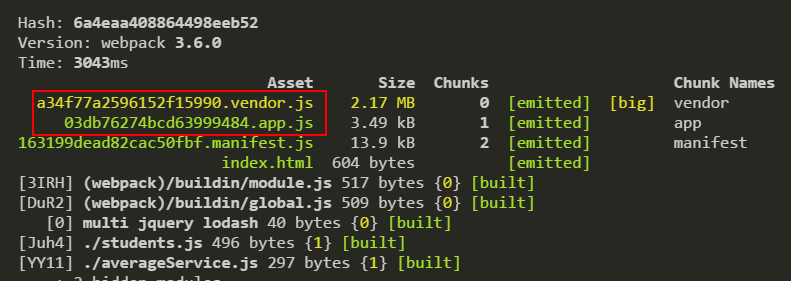 Hash: 6a4eaa408864498eeb52
Version: webpack 3.6.0
Time: 3043ms
Asset Size Chunks Chunk Names
a34f77a2596152f15990.vendor.js 2.17 MB 0 [emitted] [big] vendor
03db76274bcd63999484.app.js 3.49 kB 1 [emitted] app
163199dead82cac50fbf.manifest.js 13.9 kB 2 [emitted] manifest
index.html 604 bytes [emitted]
[3IRH] (webpack)/buildin/module.js 517 bytes {0} [built]
[DuR2] (webpack)/buildin/global.js 509 bytes {0} [built]
[0] multi jquery lodash 40 bytes {0} [built]
[Juh4] ./students.js 496 bytes {1} [built]
[YY11] ./averageService.js 297 bytes {1} [built]
+ 2 hidden modules